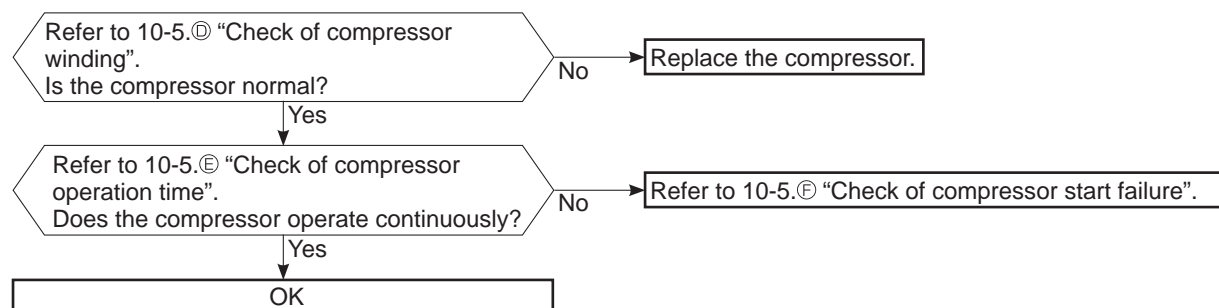 Refer to 10-5.Ⓓ “Check of compressor
winding”.
Is the compressor normal?
No
Replace the compressor.
Yes
Refer to 10-5.Ⓔ “Check of compressor
operation time”.
Does the compressor operate continuously?
No
Refer to 10-5.Ⓕ “Check of compressor start failure”.
Yes
OK